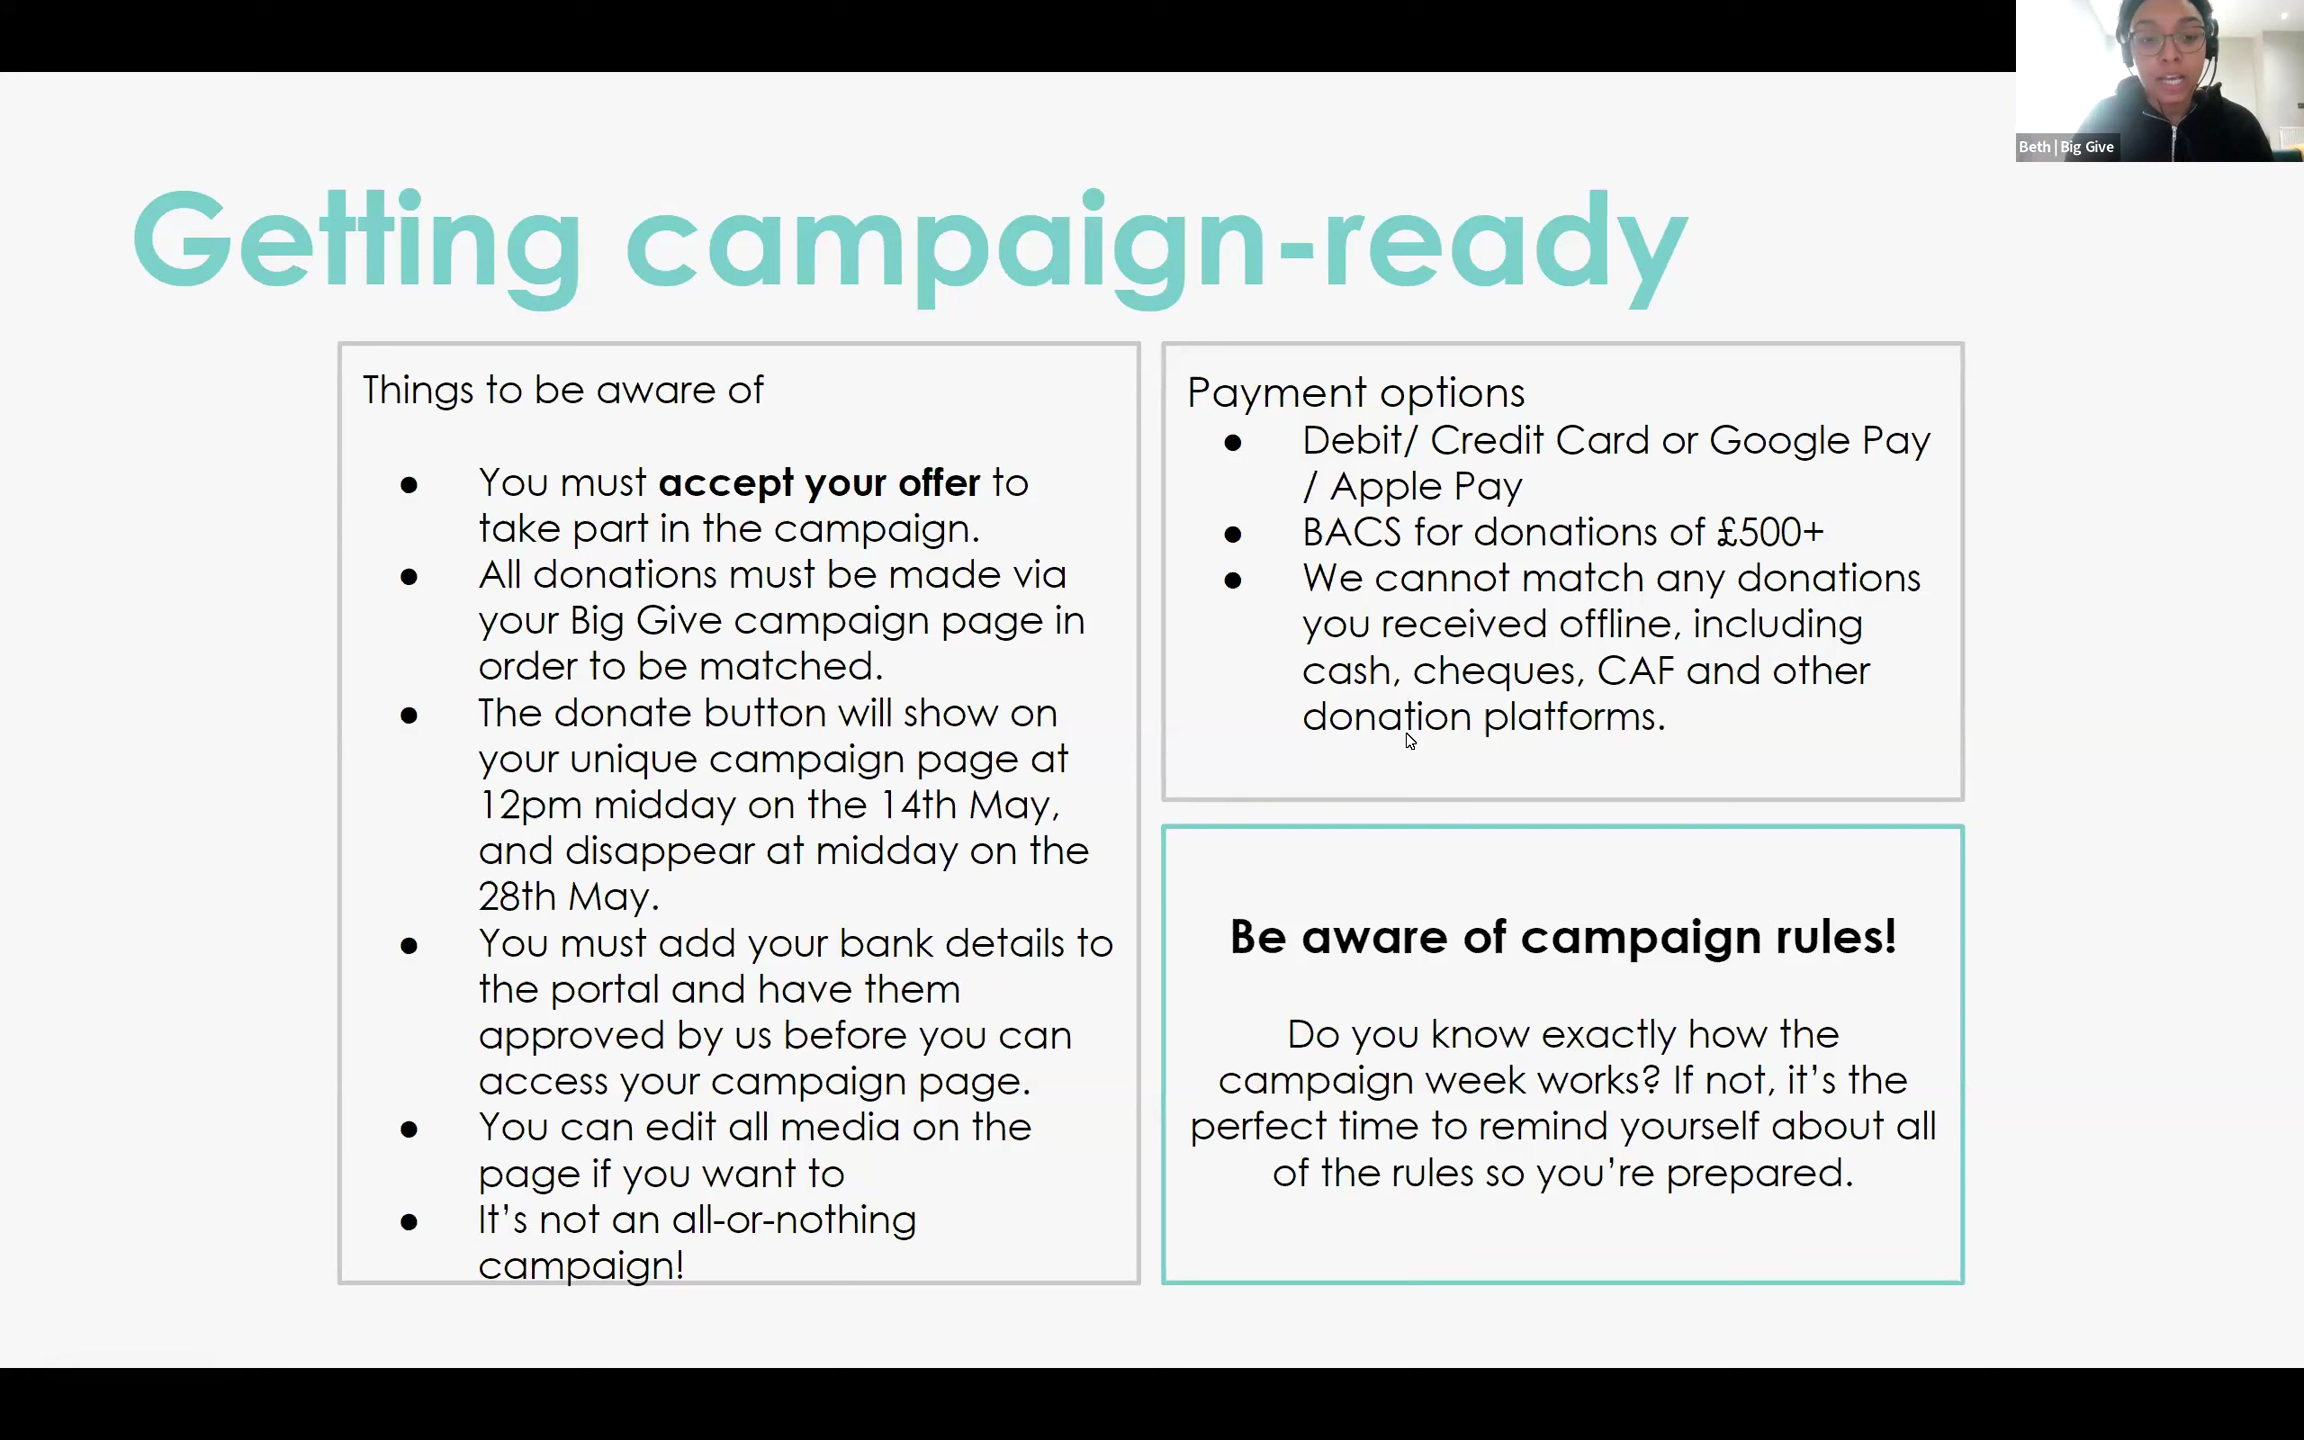 Beth | Big Give
Getting campaign-ready
Things to be aware of
● You must accept your offer to
take part in the campaign.
● All donations must be made via
your Big Give campaign page in
order to be matched.
● The donate button will show on
your unique campaign page at
12pm midday on the 14th May,
and disappear at midday on the
28th May.
● You must add your bank details to
the portal and have them
approved by us before you can
access your campaign page.
● You can edit all media on the
page if you want to
● It’s not an all-or-nothing
campaign!
Payment options
● Debit/ Credit Card or Google Pay
/ Apple Pay
● BACS for donations of £500+
● We cannot match any donations
you received offline, including
cash, cheques, CAF and other
donation platforms.
Be aware of campaign rules!
Do you know exactly how the
campaign week works? If not, it’s the
perfect time to remind yourself about all
of the rules so you’re prepared.